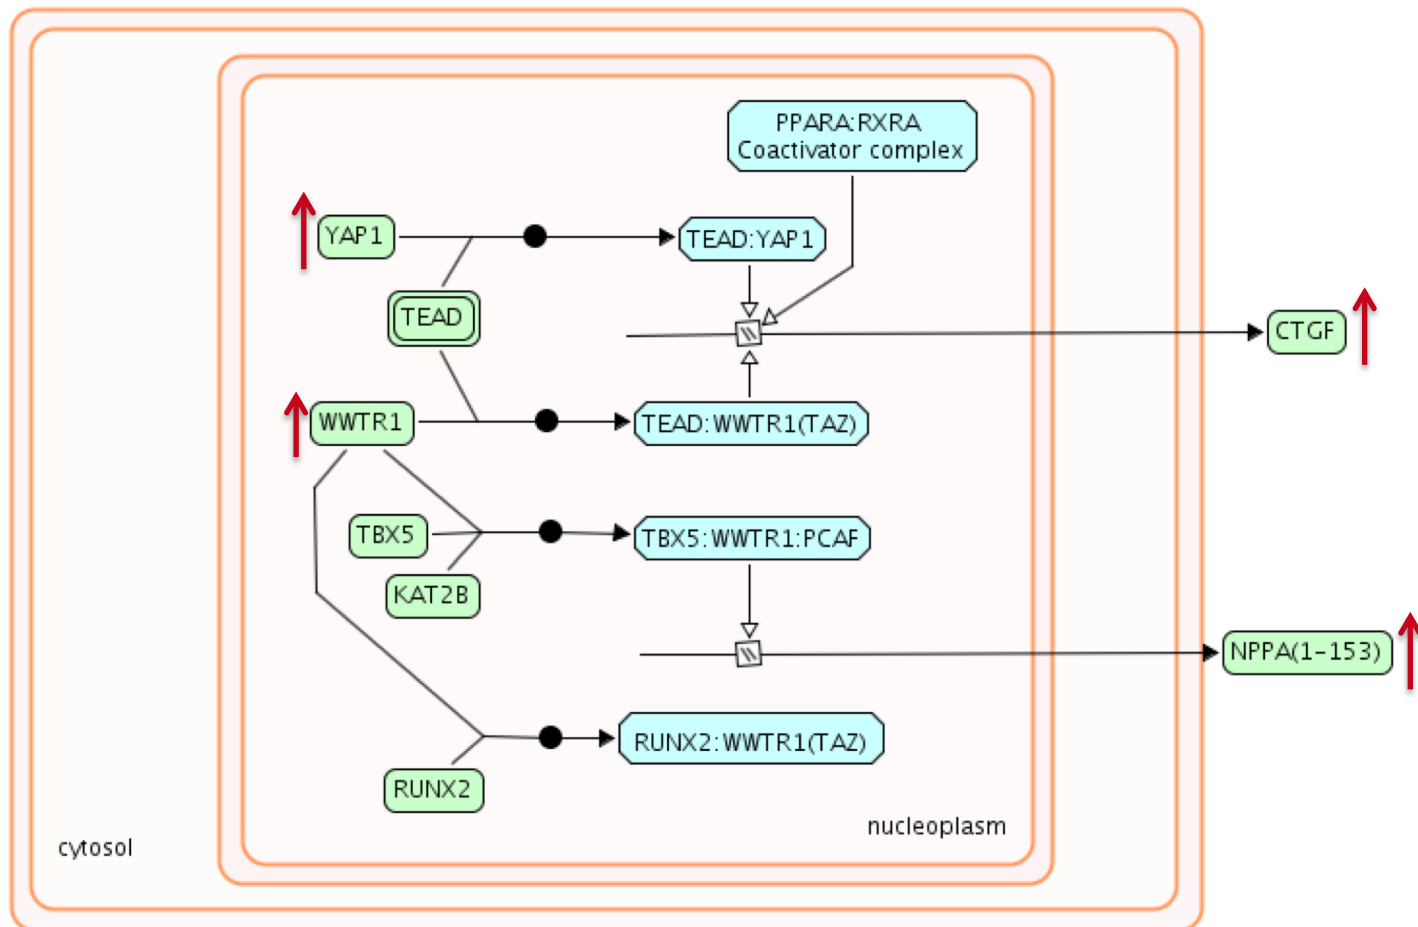 PPARA:RXRA
Coactivator complex
YAP1
TEAD:YAP1
TEAD
CTGF
WWTR1
TEAD:WWTR1(TAZ)
TBX5
TBX5:WWTR1:PCAF
KAT2B
NPPA(1-153)
RUNX2:WWTR1(TAZ)
RUNX2
nucleoplasm
cytosol